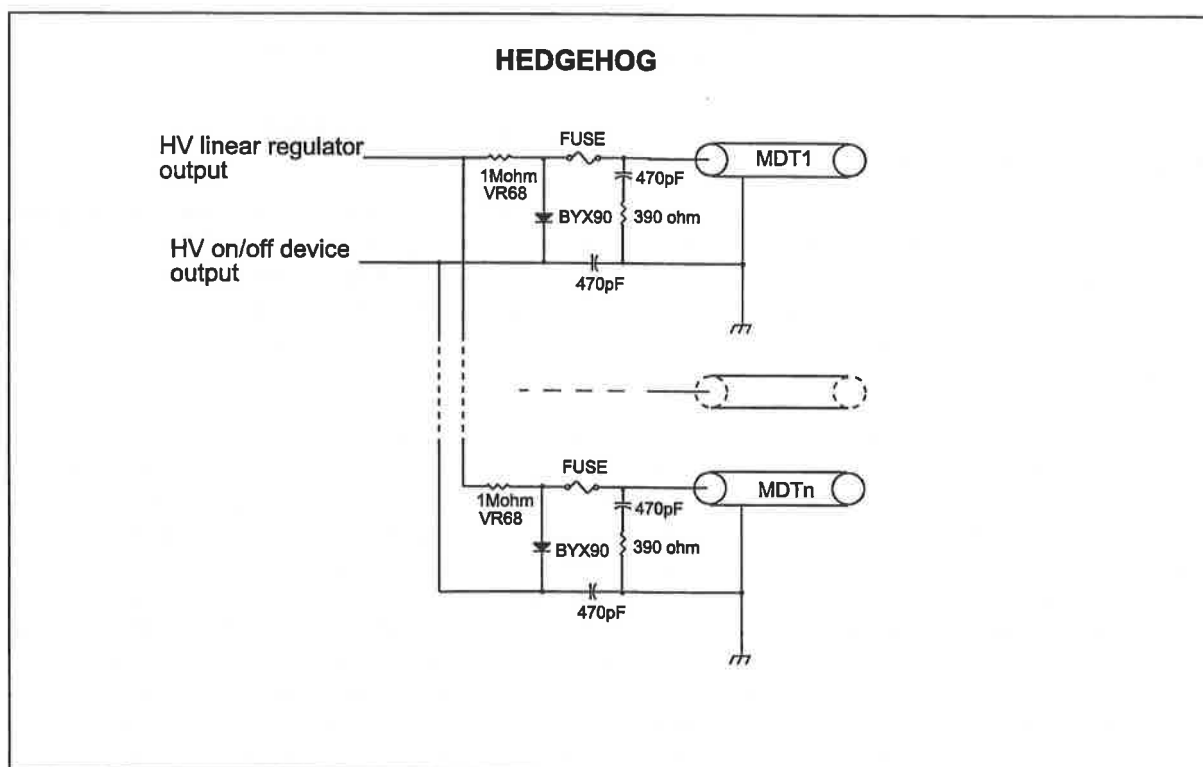 HEDGEHOG
HV linear regulator
output
FUSE
MDT1
1Mohm
VR68
470pF
BYX90
390 ohm
HV on/off device
output
470pF
FUSE
MDTn
1Mohm
VR68
470pF
BYX90
390 ohm
470pF